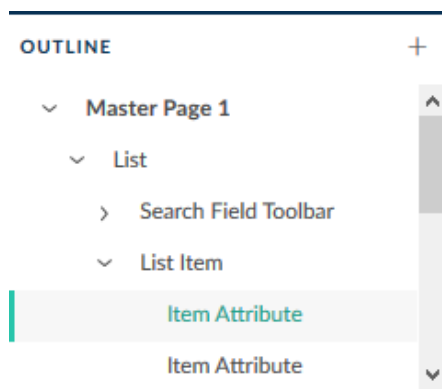 OUTLINE
Master Page 1
List
Search Field Toolbar
List Item
Item Attribute
Item Attribute